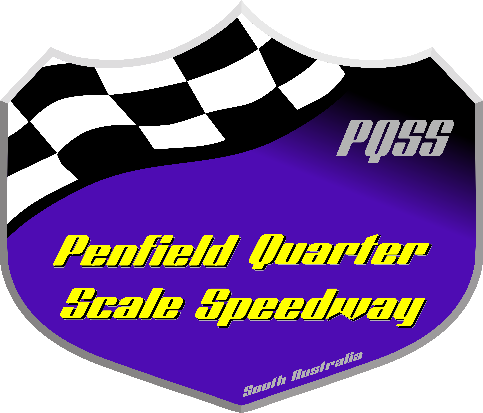 PQSS
Penfield Quarter
Scale Speedway
South Australia